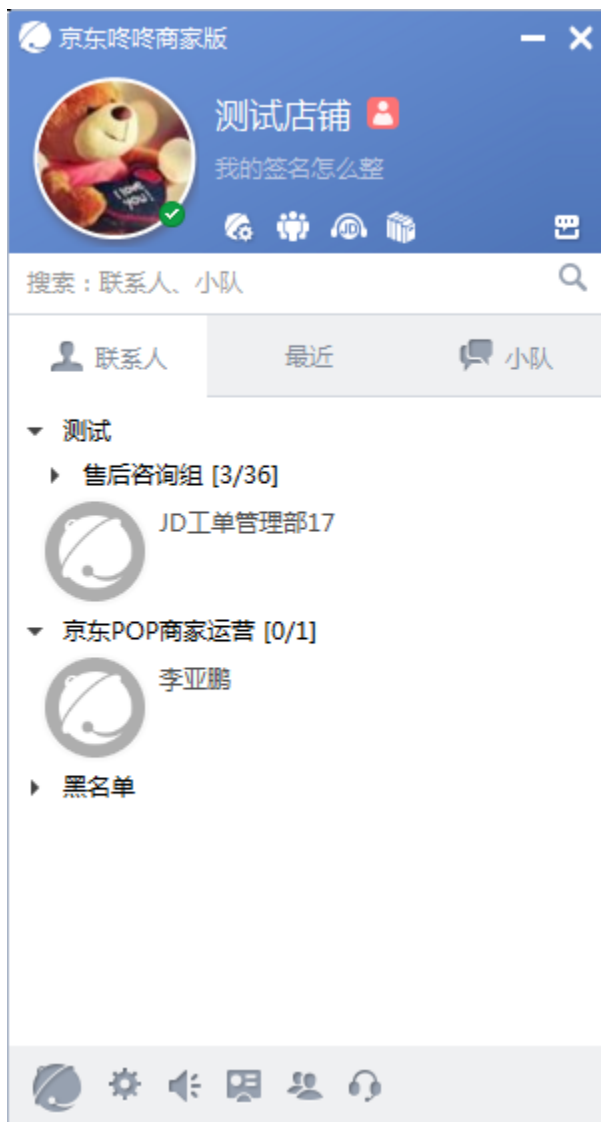 京东咚咚商家版
测试店铺
我的签名怎么整
I love
you
JD
搜索：联系人、小队
联系人
最近
小队
测试
售后咨询组 [3/36]
JD工单管理部17
京东POP商家运营 [0/1]
李亚鹏
黑名单